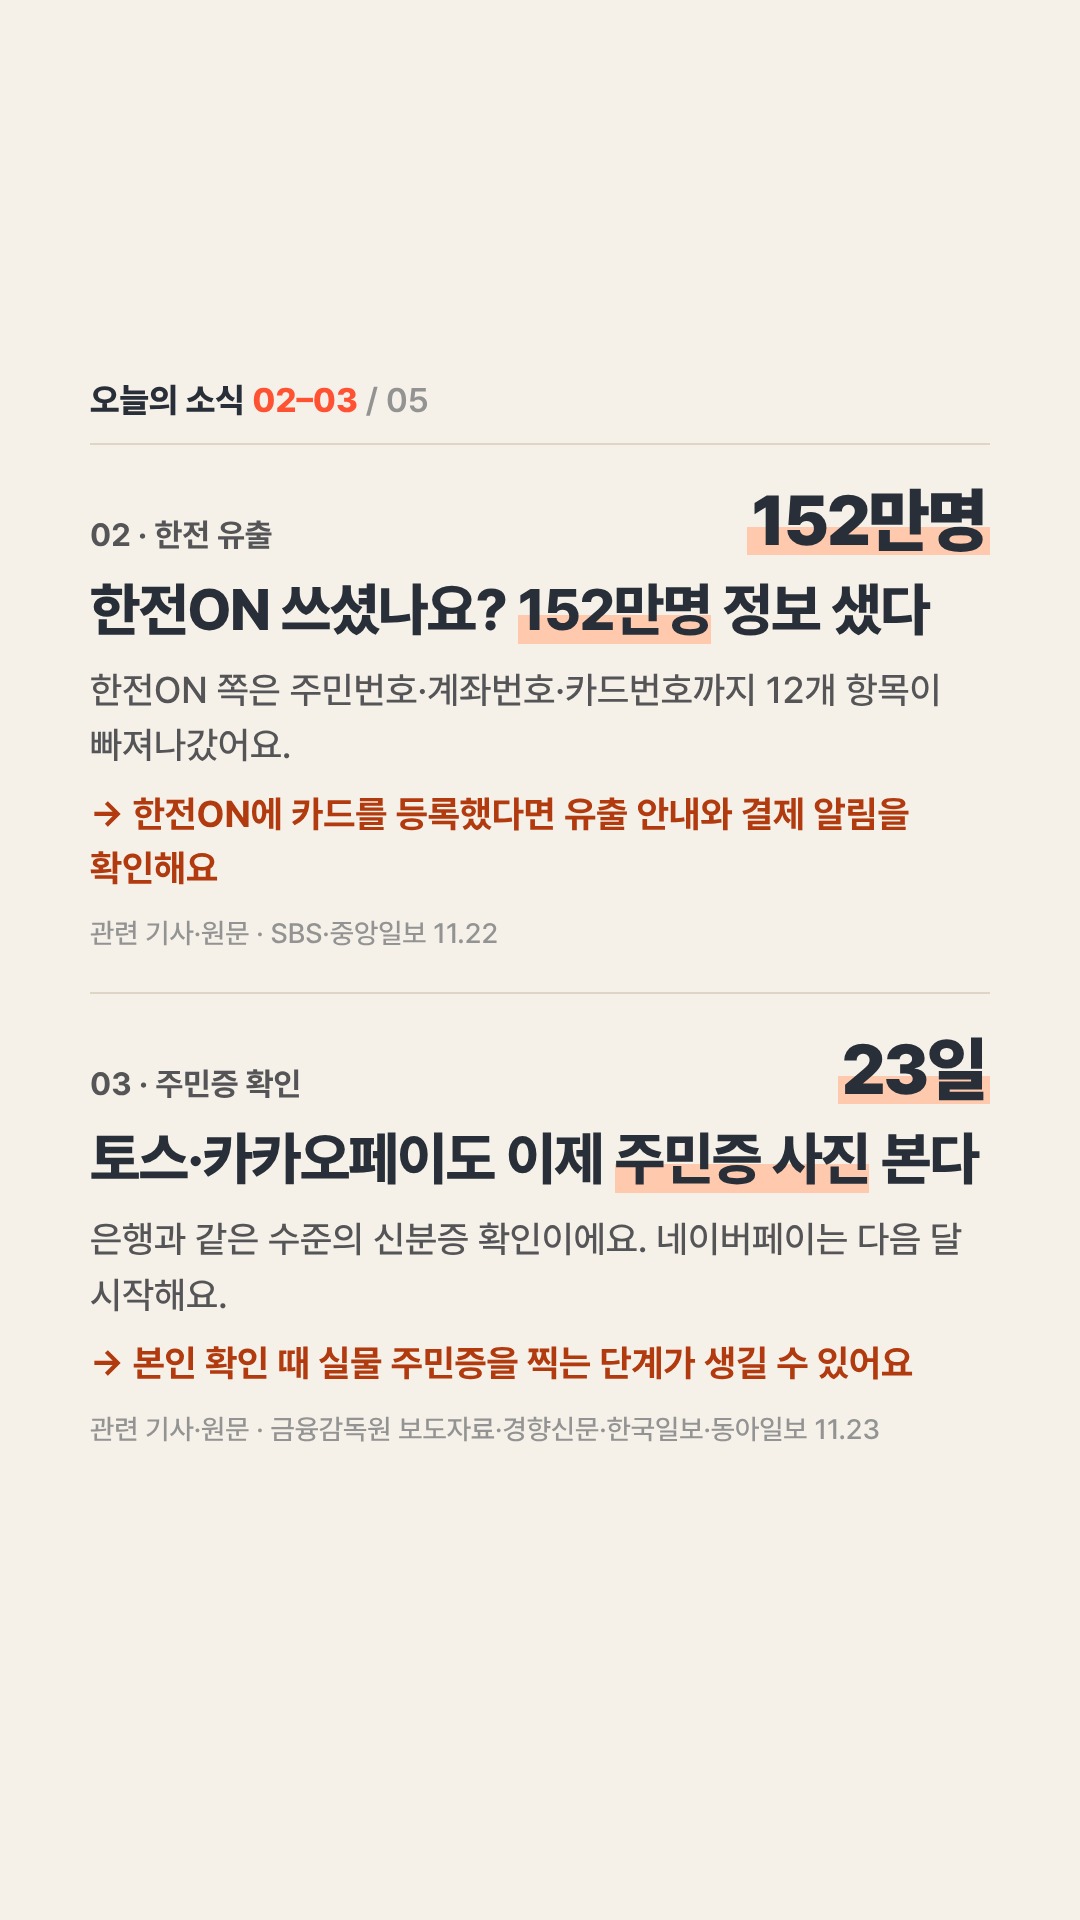 오늘의 소식 02–03 / 05
02 · 한전 유출
152만명
한전ON 쓰셨나요? 152만명 정보 샜다
한전ON 쪽은 주민번호·계좌번호·카드번호까지 12개 항목이
빠져나갔어요.
→ 한전ON에 카드를 등록했다면 유출 안내와 결제 알림을
확인해요
관련 기사·원문 · SBS·중앙일보 11.22
03 · 주민증 확인
23일
토스·카카오페이도 이제 주민증 사진 본다
은행과 같은 수준의 신분증 확인이에요. 네이버페이는 다음 달
시작해요.
→ 본인 확인 때 실물 주민증을 찍는 단계가 생길 수 있어요
관련 기사·원문 · 금융감독원 보도자료·경향신문·한국일보·동아일보 11.23